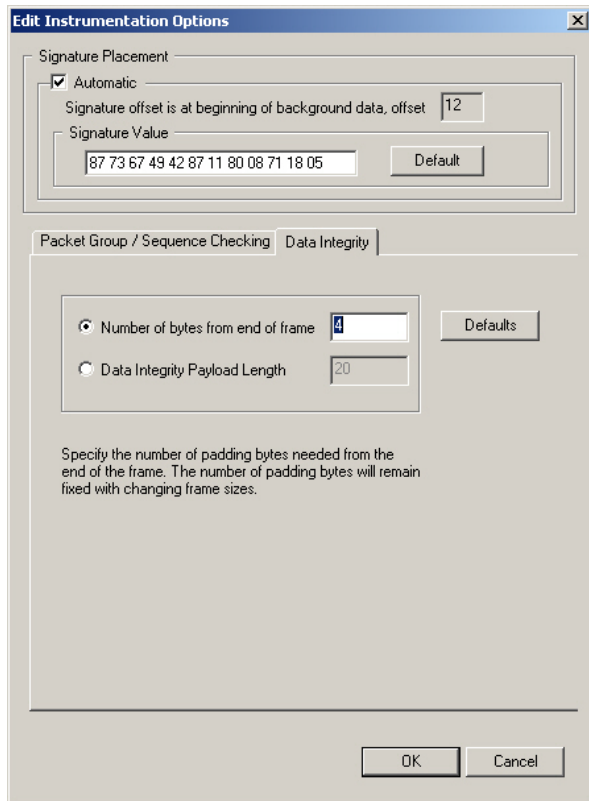 Edit Instrumentation Options
Signature Placement
Automatic
Signature offset is at beginning of background data, offset 12
Signature Value
87 73 67 49 42 87 11 80 08 71 18 05 Default
Packet Group / Sequence Checking Data Integrity
Number of bytes from end of frame 4 Defaults
Data Integrity Payload Length 20
Specify the number of padding bytes needed from the
end of the frame. The number of padding bytes will remain
fixed with changing frame sizes.
OK Cancel